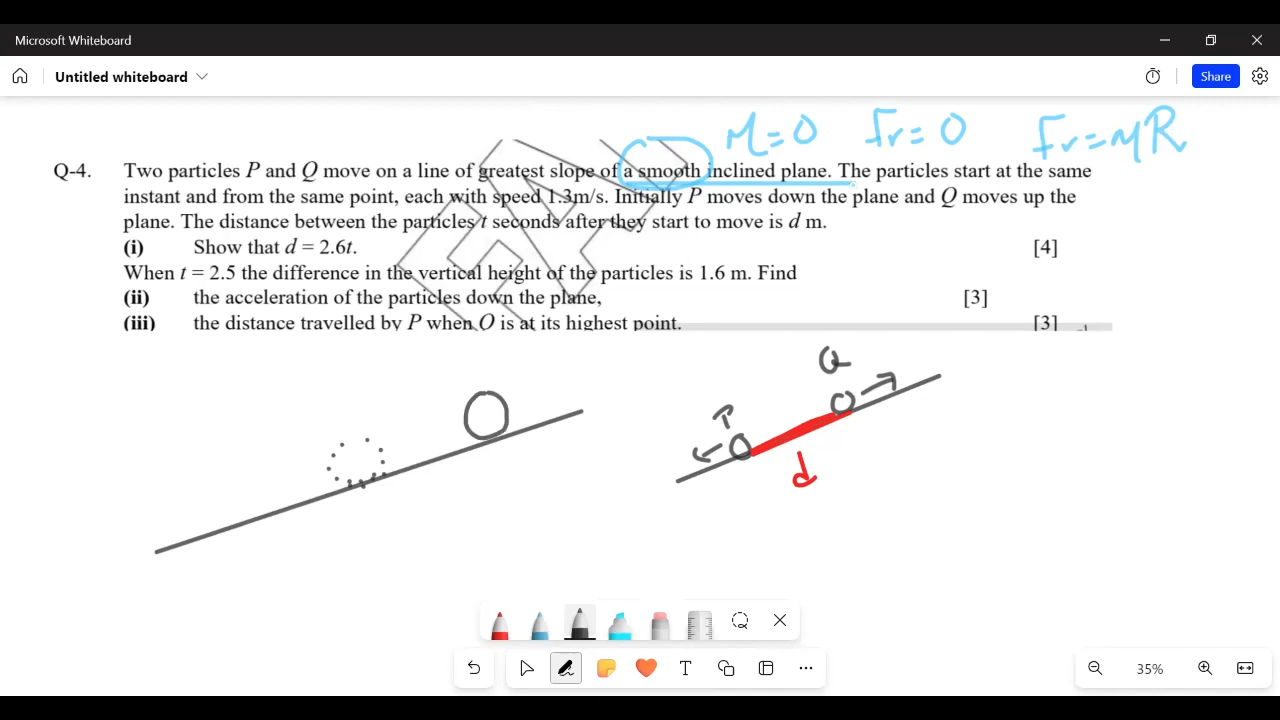 Microsoft Whiteboard
Untitled whiteboard
Share
M=0 Fr=0 Fr=MR
Q-4. Two particles P and Q move on a line of greatest slope of a smooth inclined plane. The particles start at the same
instant and from the same point, each with speed 1.3m/s. Initially P moves down the plane and Q moves up the
plane. The distance between the particles t seconds after they start to move is d m.
(i) Show that d = 2.6t. [4]
When t = 2.5 the difference in the vertical height of the particles is 1.6 m. Find
(ii) the acceleration of the particles down the plane, [3]
(iii) the distance travelled by P when Q is at its highest point. [3]
Q
P
d
T
35%